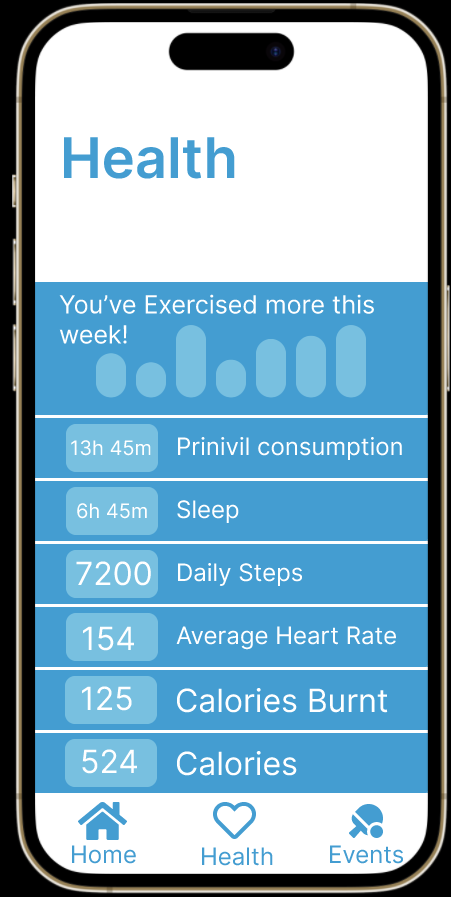 Health
You’ve Exercised more this
week!
13h 45m Prinivil consumption
6h 45m Sleep
7200 Daily Steps
154 Average Heart Rate
125 Calories Burnt
524 Calories
Home Health Events